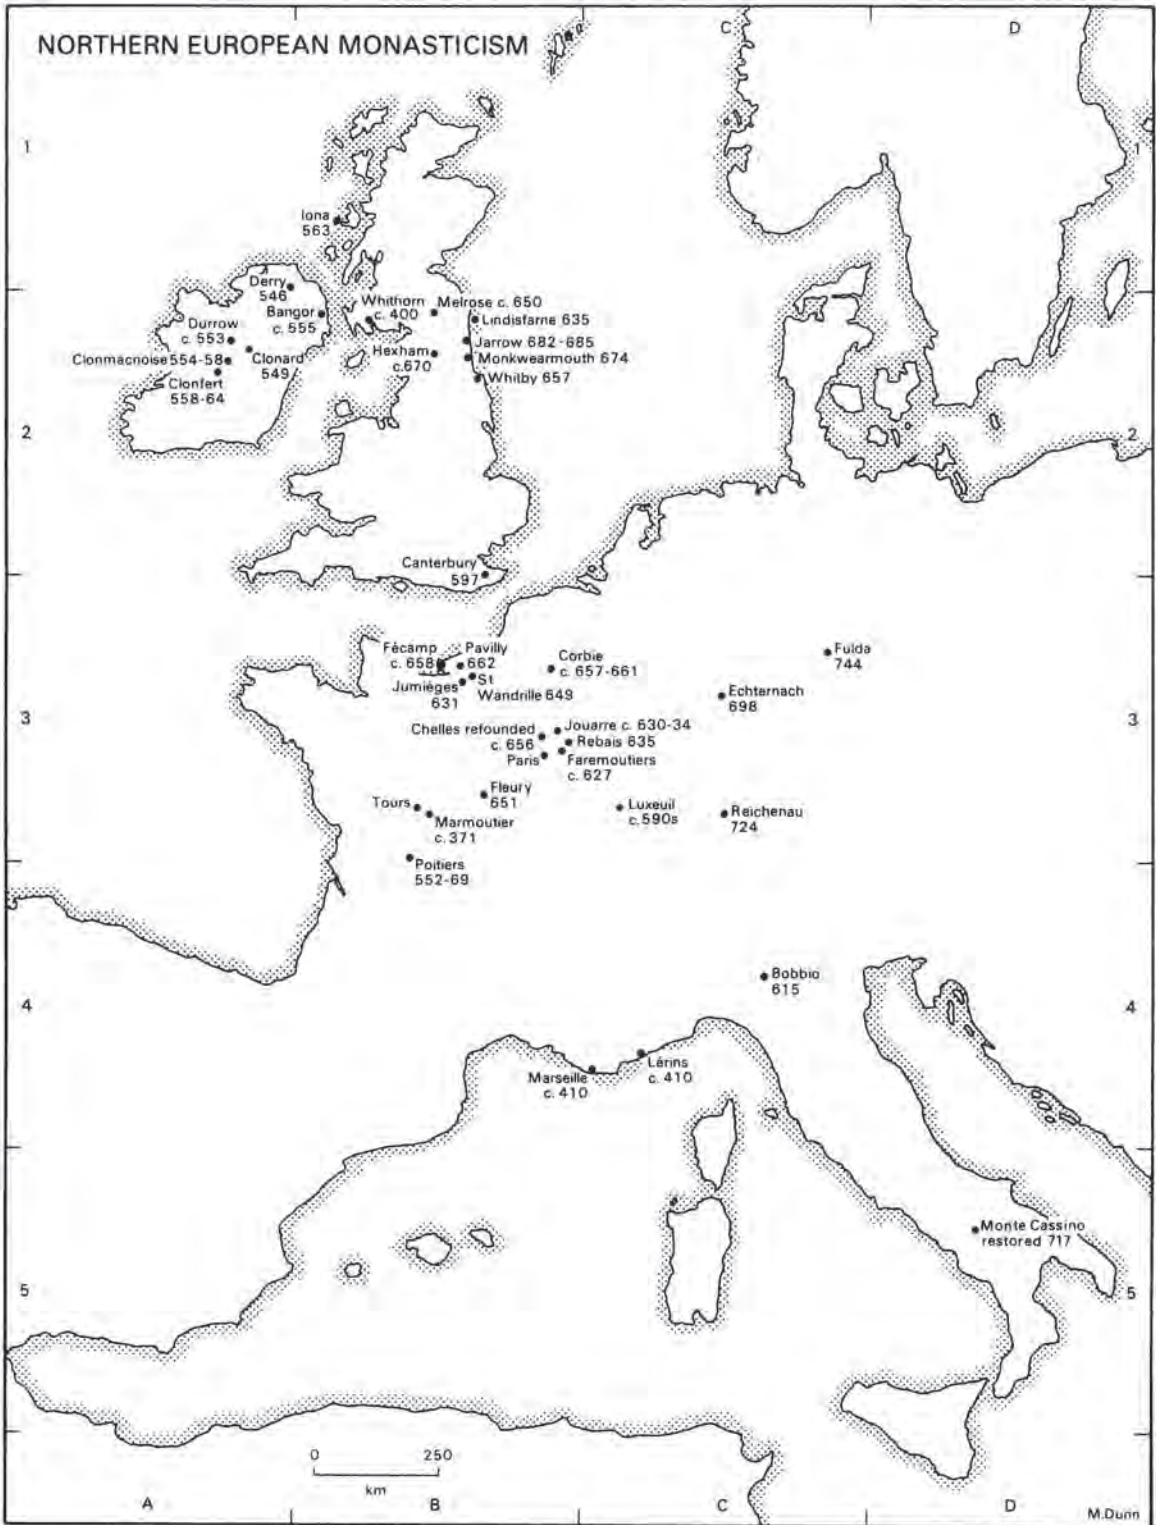 NORTHERN EUROPEAN MONASTICISM
C
D
1
1
Iona
563
Derry
546
Bangor
c. 555
Whithorn
c. 400
Melrose c. 650
Lindisfarne 635
Durrow
c. 553
Jarrow 682-685
Clonmacnoise 554-58
Clonard
549
Hexham
c.670
Monkwearmouth 674
Clonfert
558-64
Whitby 657
2
2
Canterbury
597
Fécamp
c. 658
Pavilly
662
Corbie
c. 657-661
Fulda
744
Jumiéges
631
St
Wandrille 649
Echternach
698
3
3
Chelles refounded
c. 656
Jouarre c. 630-34
Rebais 635
Paris
Faremoutiers
c. 627
Fleury
651
Tours
Marmoutier
c. 371
Luxeuil
c.590s
Reichenau
724
Poitiers
552-69
Bobbio
615
4
4
Marseille
c. 410
Lérins
c. 410
Monte Cassino
restored 717
5
5
0 250
km
A
B
C
D
M.Dunn